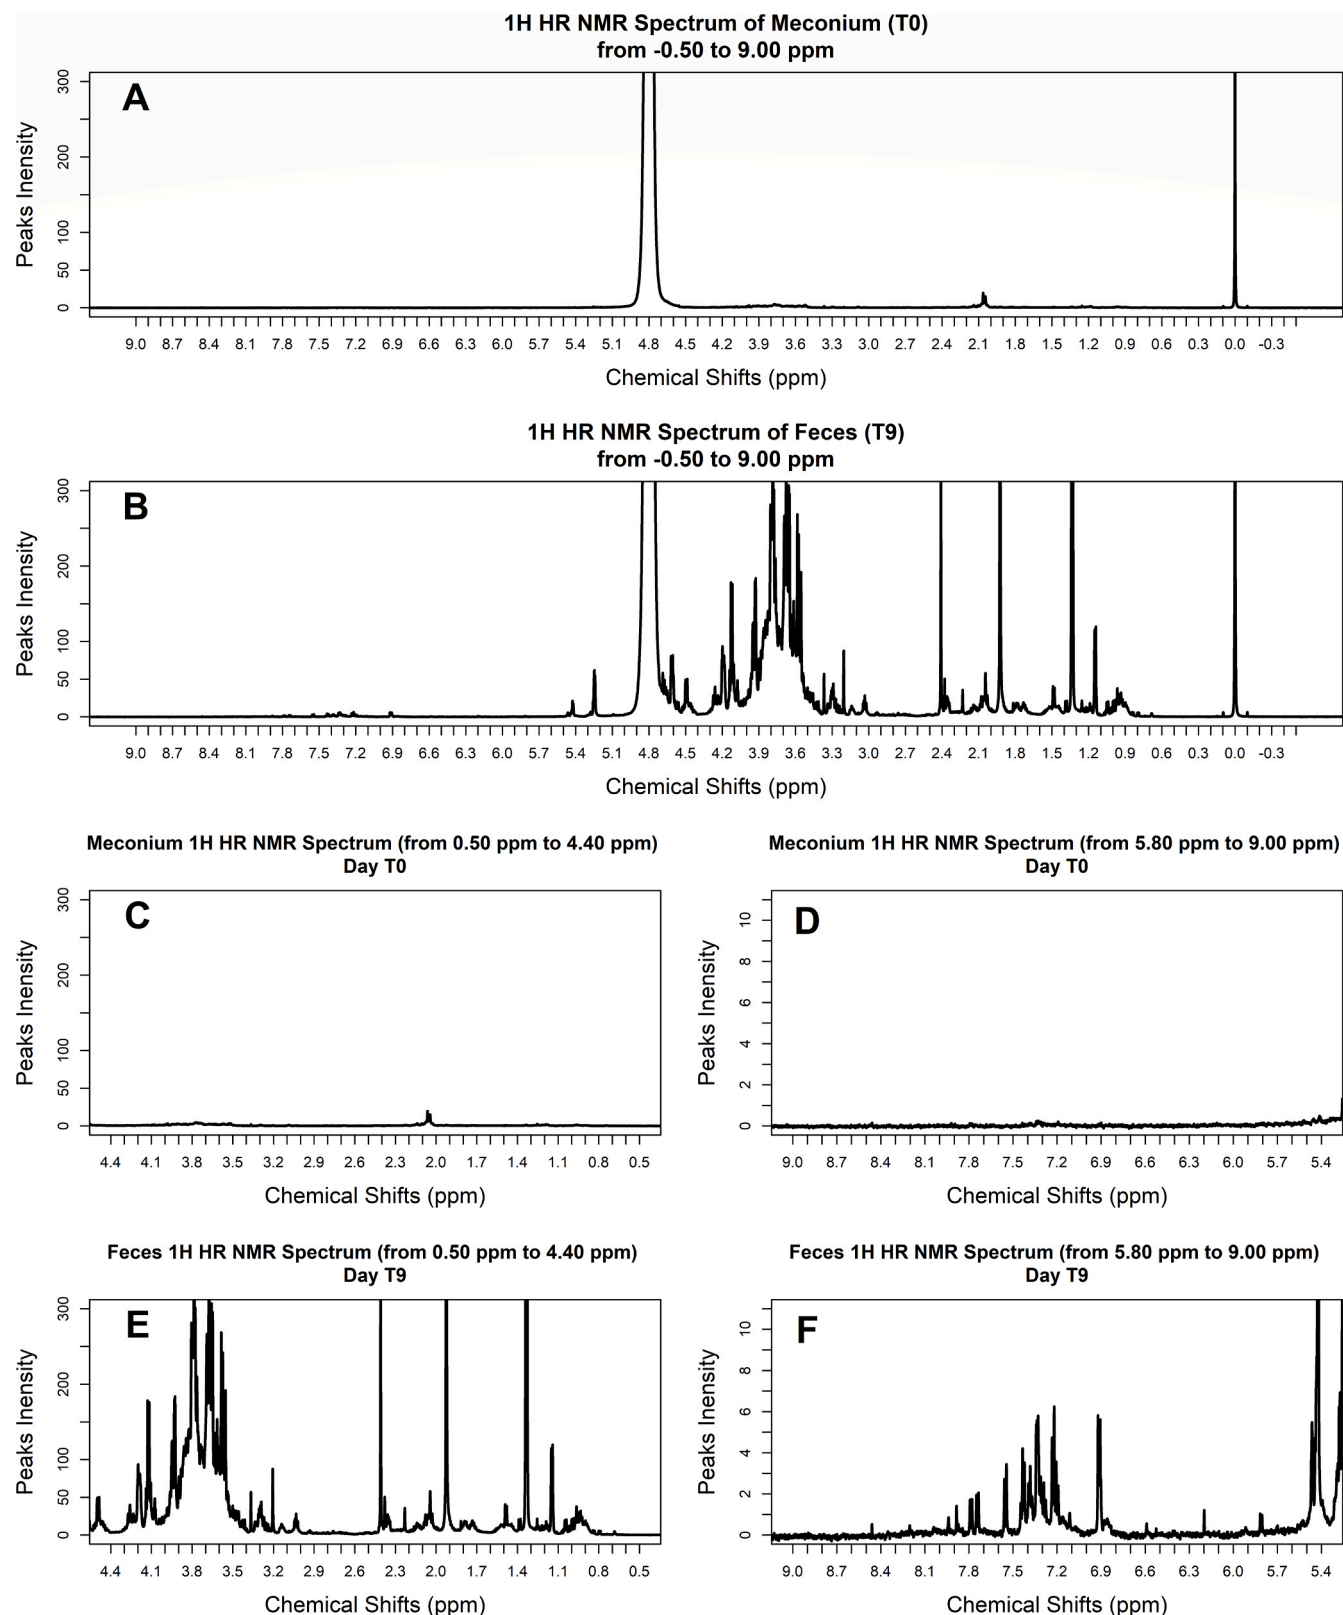 1H HR NMR Spectrum of Meconium (T0)
from -0.50 to 9.00 ppm
A
Peaks Inensity
300
200
100
50
0
9.0 8.7 8.4 8.1 7.8 7.5 7.2 6.9 6.6 6.3 6.0 5.7 5.4 5.1 4.8 4.5 4.2 3.9 3.6 3.3 3.0 2.7 2.4 2.1 1.8 1.5 1.2 0.9 0.6 0.3 0.0 -0.3
Chemical Shifts (ppm)
1H HR NMR Spectrum of Feces (T9)
from -0.50 to 9.00 ppm
B
Peaks Inensity
300
200
100
50
0
9.0 8.7 8.4 8.1 7.8 7.5 7.2 6.9 6.6 6.3 6.0 5.7 5.4 5.1 4.8 4.5 4.2 3.9 3.6 3.3 3.0 2.7 2.4 2.1 1.8 1.5 1.2 0.9 0.6 0.3 0.0 -0.3
Chemical Shifts (ppm)
Meconium 1H HR NMR Spectrum (from 0.50 ppm to 4.40 ppm)
Day T0
C
Peaks Inensity
300
200
100
50
0
4.4 4.1 3.8 3.5 3.2 2.9 2.6 2.3 2.0 1.7 1.4 1.1 0.8 0.5
Chemical Shifts (ppm)
Meconium 1H HR NMR Spectrum (from 5.80 ppm to 9.00 ppm)
Day T0
D
Peaks Inensity
10
8
6
4
2
0
9.0 8.7 8.4 8.1 7.8 7.5 7.2 6.9 6.6 6.3 6.0 5.7 5.4
Chemical Shifts (ppm)
Feces 1H HR NMR Spectrum (from 0.50 ppm to 4.40 ppm)
Day T9
E
Peaks Inensity
300
200
100
50
0
4.4 4.1 3.8 3.5 3.2 2.9 2.6 2.3 2.0 1.7 1.4 1.1 0.8 0.5
Chemical Shifts (ppm)
Feces 1H HR NMR Spectrum (from 5.80 ppm to 9.00 ppm)
Day T9
F
Peaks Inensity
10
8
6
4
2
0
9.0 8.7 8.4 8.1 7.8 7.5 7.2 6.9 6.6 6.3 6.0 5.7 5.4
Chemical Shifts (ppm)